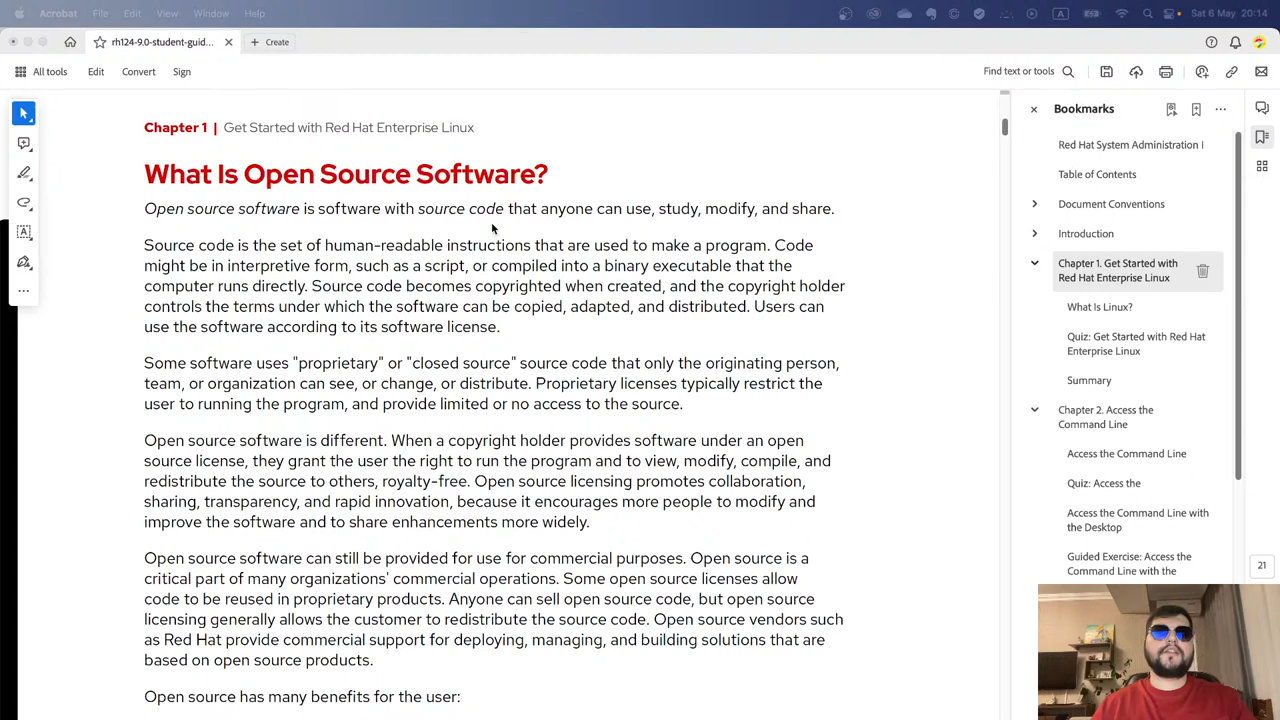 Acrobat File Edit View Window Help
Sat 6 May 20:14
rh124-9.0-student-guid...
Create
All tools Edit Convert Sign
Find text or tools
Chapter 1 | Get Started with Red Hat Enterprise Linux
What Is Open Source Software?
Open source software is software with source code that anyone can use, study, modify, and share.
Source code is the set of human-readable instructions that are used to make a program. Code
might be in interpretive form, such as a script, or compiled into a binary executable that the
computer runs directly. Source code becomes copyrighted when created, and the copyright holder
controls the terms under which the software can be copied, adapted, and distributed. Users can
use the software according to its software license.
Some software uses "proprietary" or "closed source" source code that only the originating person,
team, or organization can see, or change, or distribute. Proprietary licenses typically restrict the
user to running the program, and provide limited or no access to the source.
Open source software is different. When a copyright holder provides software under an open
source license, they grant the user the right to run the program and to view, modify, compile, and
redistribute the source to others, royalty-free. Open source licensing promotes collaboration,
sharing, transparency, and rapid innovation, because it encourages more people to modify and
improve the software and to share enhancements more widely.
Open source software can still be provided for use for commercial purposes. Open source is a
critical part of many organizations' commercial operations. Some open source licenses allow
code to be reused in proprietary products. Anyone can sell open source code, but open source
licensing generally allows the customer to redistribute the source code. Open source vendors such
as Red Hat provide commercial support for deploying, managing, and building solutions that are
based on open source products.
Open source has many benefits for the user:
Bookmarks
Red Hat System Administration I
Table of Contents
Document Conventions
Introduction
Chapter 1. Get Started with
Red Hat Enterprise Linux
What Is Linux?
Quiz: Get Started with Red Hat
Enterprise Linux
Summary
Chapter 2. Access the
Command Line
Access the Command Line
Quiz: Access the
Access the Command Line with
the Desktop
Guided Exercise: Access the
Command Line with the
21